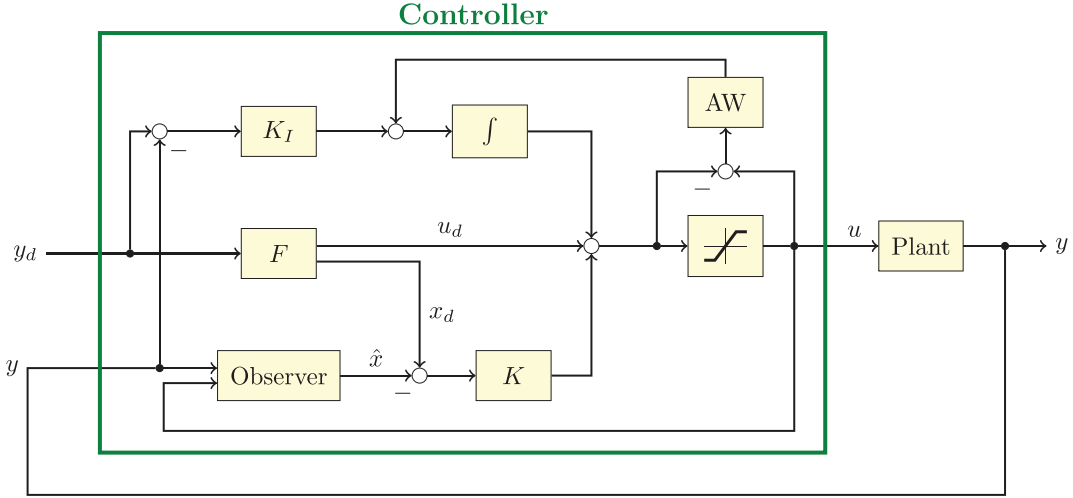 Controller
AW
K_I
∫
−
−
u_d
u
y_d
F
Plant
y
x_d
y
x̂
Observer
K
−